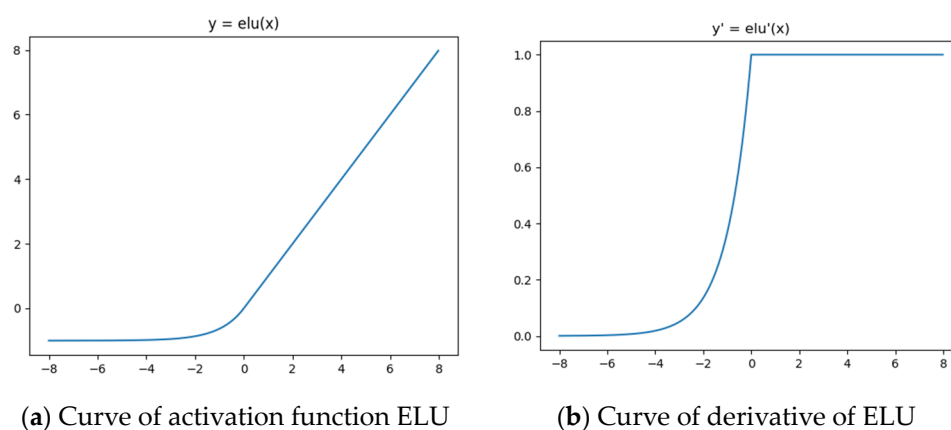 y = elu(x)
8
6
4
2
0
−8 −6 −4 −2 0 2 4 6 8
(a) Curve of activation function ELU
y' = elu'(x)
1.0
0.8
0.6
0.4
0.2
0.0
−8 −6 −4 −2 0 2 4 6 8
(b) Curve of derivative of ELU